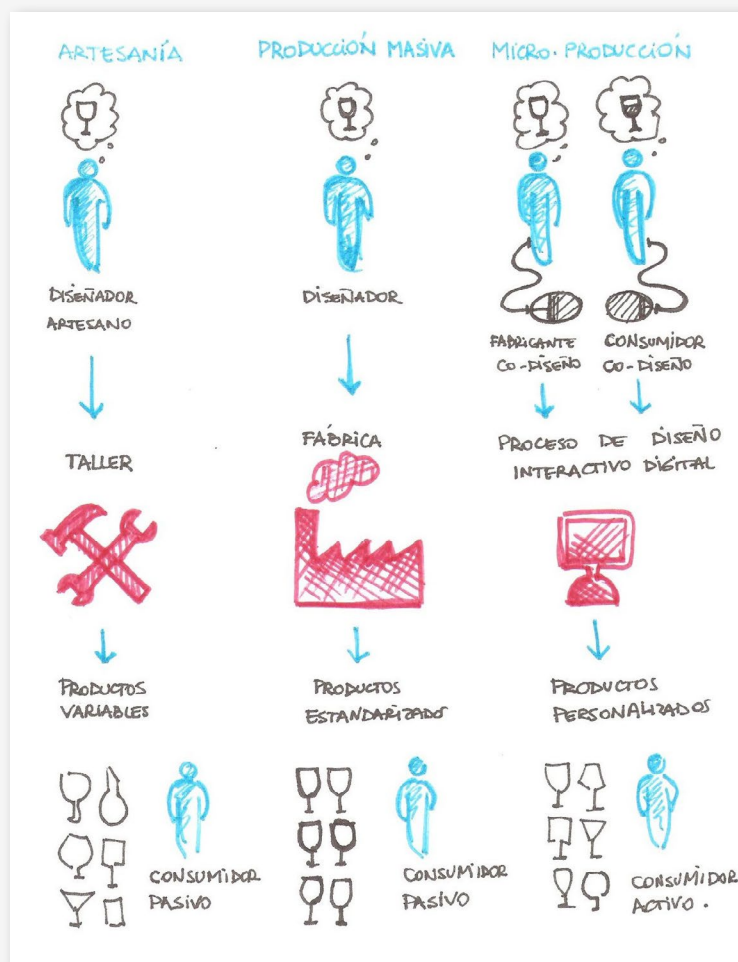 ARTESANÍA
DISEÑADOR
ARTESANO
TALLER
PRODUCTOS
VARIABLES
CONSUMIDOR
PASIVO
PRODUCCIÓN MASIVA
DISEÑADOR
FÁBRICA
PRODUCTOS
ESTANDARIZADO
CONSUMIDOR
PASIVO
MICRO. PRODUCCIÓN
FABRICANTE
CO-DISEÑO
CONSUMIDOR
CO-DISEÑO
PROCESO DE DISEÑO
INTERACTIVO DIGITAL
PRODUCTOS
PERSONALIZADOS
CONSUMIDOR
ACTIVO.